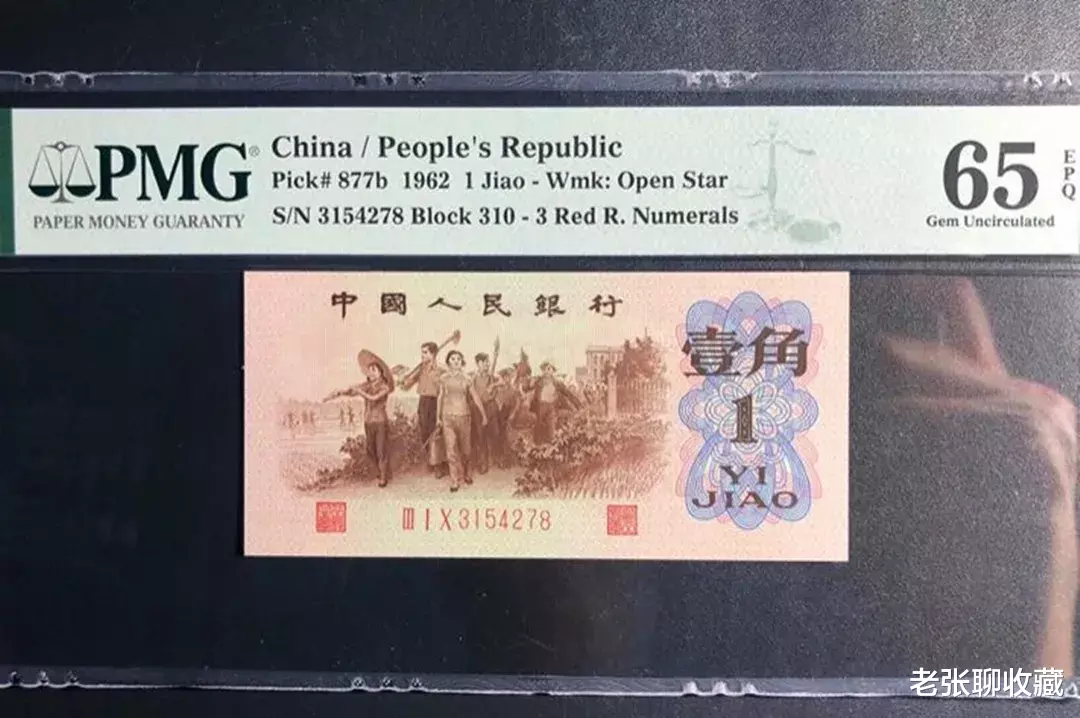 PMG®
PAPER MONEY GUARANTY
China / People's Republic
Pick# 877b 1962 1 Jiao - Wmk: Open Star
S/N 3154278 Block 310 - 3 Red R. Numerals
65
EPQ
Gem Uncirculated
中國人民銀行
壹角
1
YI
JIAO
Ⅲ Ⅰ Ⅹ 3154278
老张聊收藏